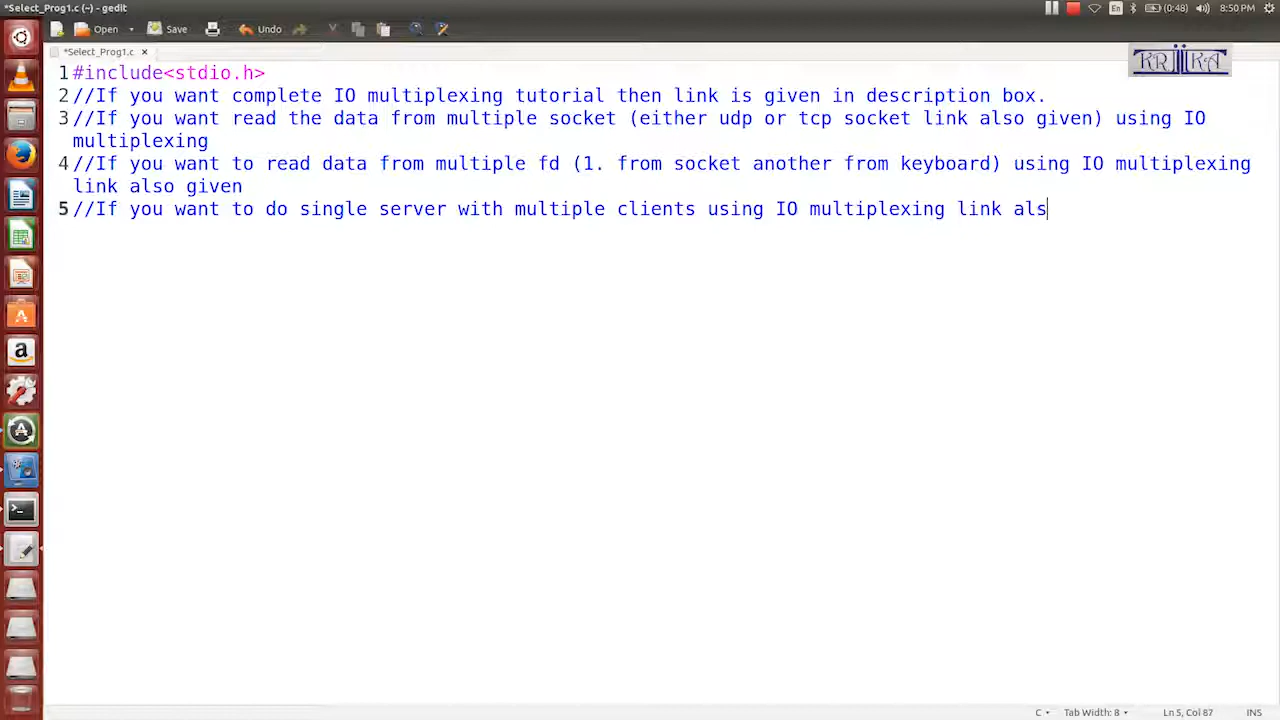 *Select_Prog1.c (~) - gedit
En
(0:48)
8:50 PM
Open
Save
Undo
*Select_Prog1.c
KRITIKA
1#include<stdio.h>
2//If you want complete IO multiplexing tutorial then link is given in description box.
3//If you want read the data from multiple socket (either udp or tcp socket link also given) using IO
multiplexing
4//If you want to read data from multiple fd (1. from socket another from keyboard) using IO multiplexing
link also given
5//If you want to do single server with multiple clients using IO multiplexing link als
C
Tab Width: 8
Ln 5, Col 87
INS